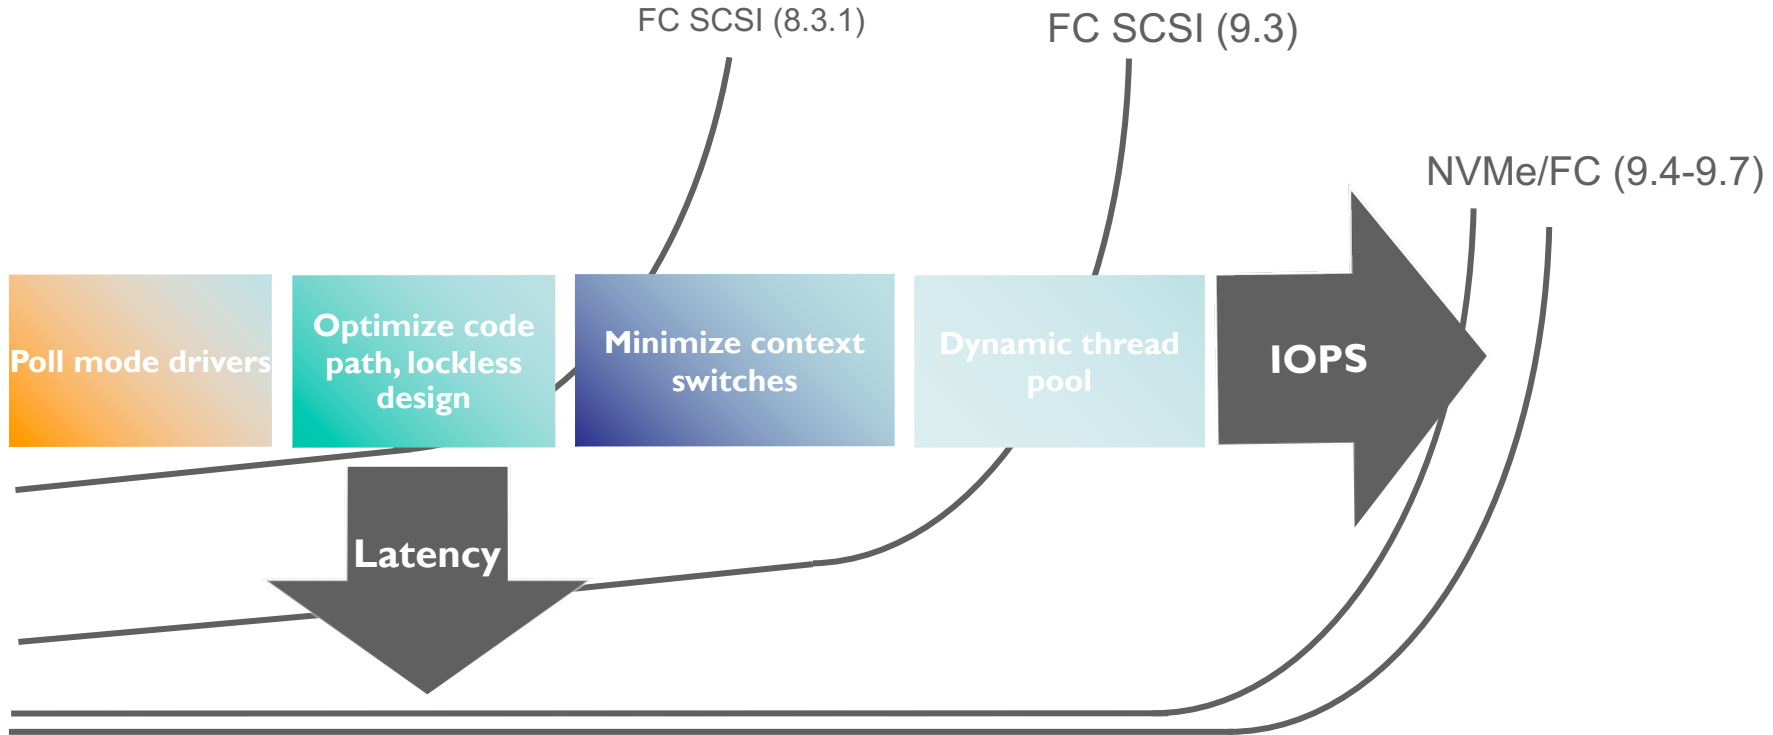 FC SCSI (8.3.1)
FC SCSI (9.3)
NVMe/FC (9.4-9.7)
Poll mode drivers
Optimize code
path, lockless
design
Minimize context
switches
Dynamic thread
pool
IOPS
Latency